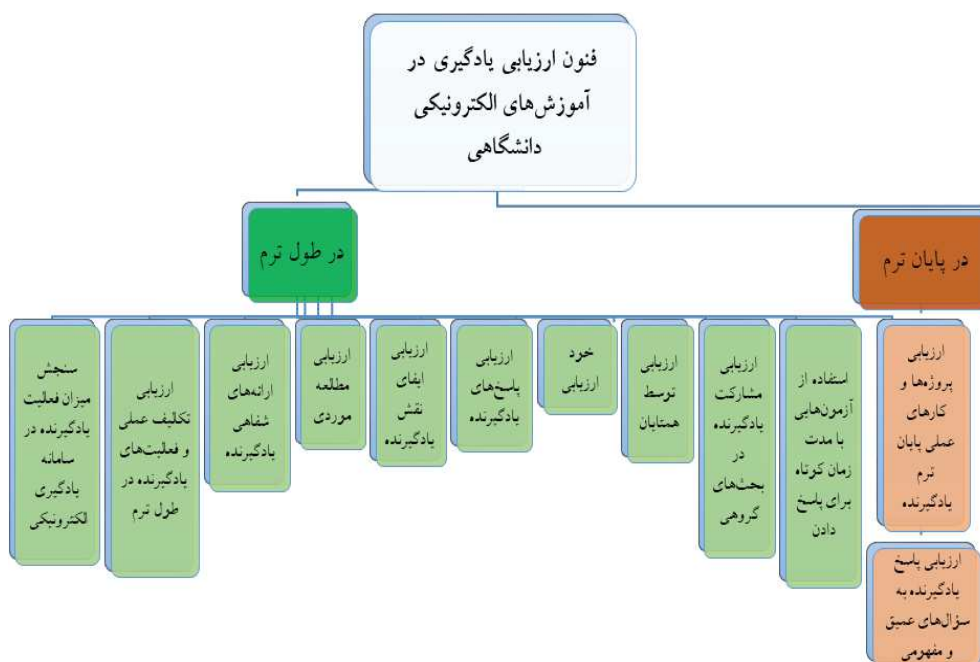 فنون ارزیابی یادگیری در
آموزش‌های الکترونیکی
دانشگاهی
در پایان ترم
در طول ترم
ارزیابی
پروژه‌ها و
کارهای
عملی پایان
ترم
یادگیرنده
ارزیابی پاسخ
یادگیرنده به
سؤال‌های عمیق
و مفهومی
استفاده از
آزمون‌هایی
با مدت
زمان کوتاه
برای پاسخ
دادن
ارزیابی
مشارکت
یادگیرنده
در
بحث‌های
گروهی
ارزیابی
توسط
همتایان
خود
ارزیابی
ارزیابی
پاسخ‌های
یادگیرنده
ارزیابی
ایفای
نقش
یادگیرنده
ارزیابی
مطالعه
موردی
ارزیابی
ارائه‌های
شفاهی
یادگیرنده
ارزیابی
تکالیف عملی
و فعالیت‌های
یادگیرنده در
طول ترم
سنجش
میزان فعالیت
یادگیرنده در
سامانه
یادگیری
الکترونیکی